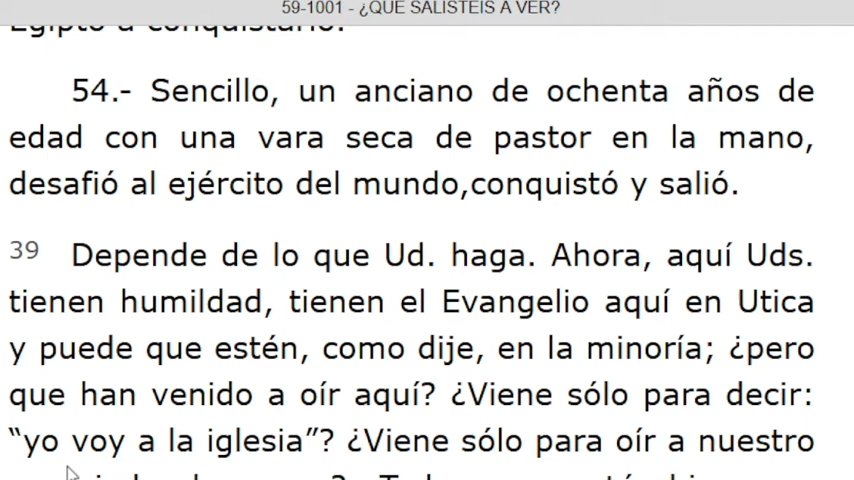 59-1001 - ¿QUE SALISTEIS A VER?
Egipto a conquistarlo.
54.- Sencillo, un anciano de ochenta años de
edad con una vara seca de pastor en la mano,
desafió al ejército del mundo,conquistó y salió.
39 Depende de lo que Ud. haga. Ahora, aquí Uds.
tienen humildad, tienen el Evangelio aquí en Utica
y puede que estén, como dije, en la minoría; ¿pero
que han venido a oír aquí? ¿Viene sólo para decir:
“yo voy a la iglesia”? ¿Viene sólo para oír a nuestro